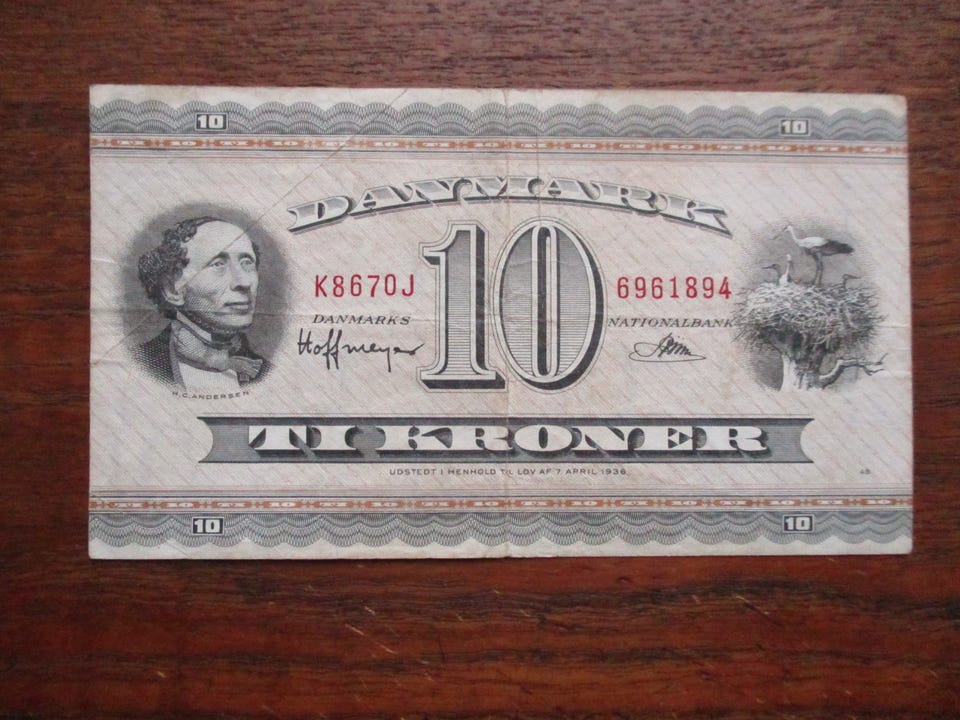 10 10
DANMARK
10
K8670J 6961894
DANMARKS NATIONALBANK
Hoffmeyer
H.C.ANDERSEN
TI KRONER
UDSTEDT I HENHOLD TIL LOV AF 7 APRIL 1936
10 10